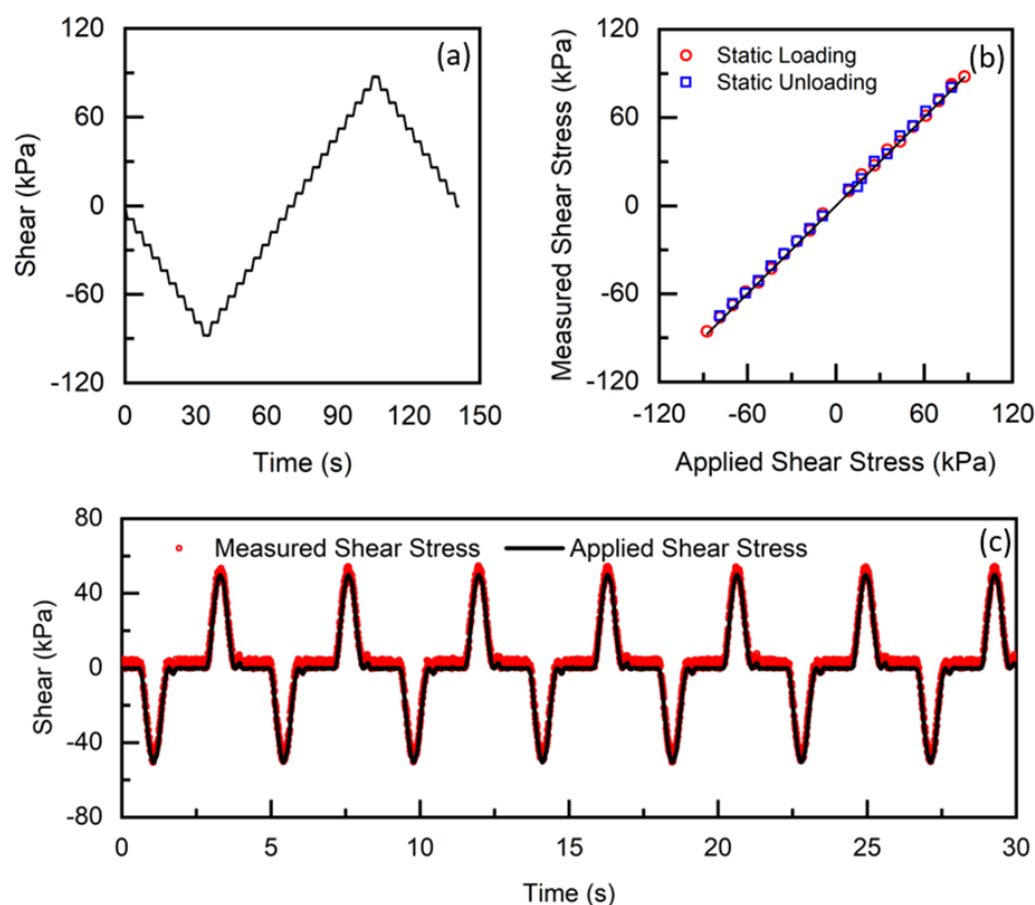 120
60
0
-60
-120
Shear (kPa)
(a)
0 30 60 90 120 150
Time (s)
120
60
0
-60
-120
Measured Shear Stress (kPa)
Static Loading
Static Unloading
(b)
-120 -60 0 60 120
Applied Shear Stress (kPa)
80
40
0
-40
-80
Shear (kPa)
Measured Shear Stress Applied Shear Stress
(c)
0 5 10 15 20 25 30
Time (s)